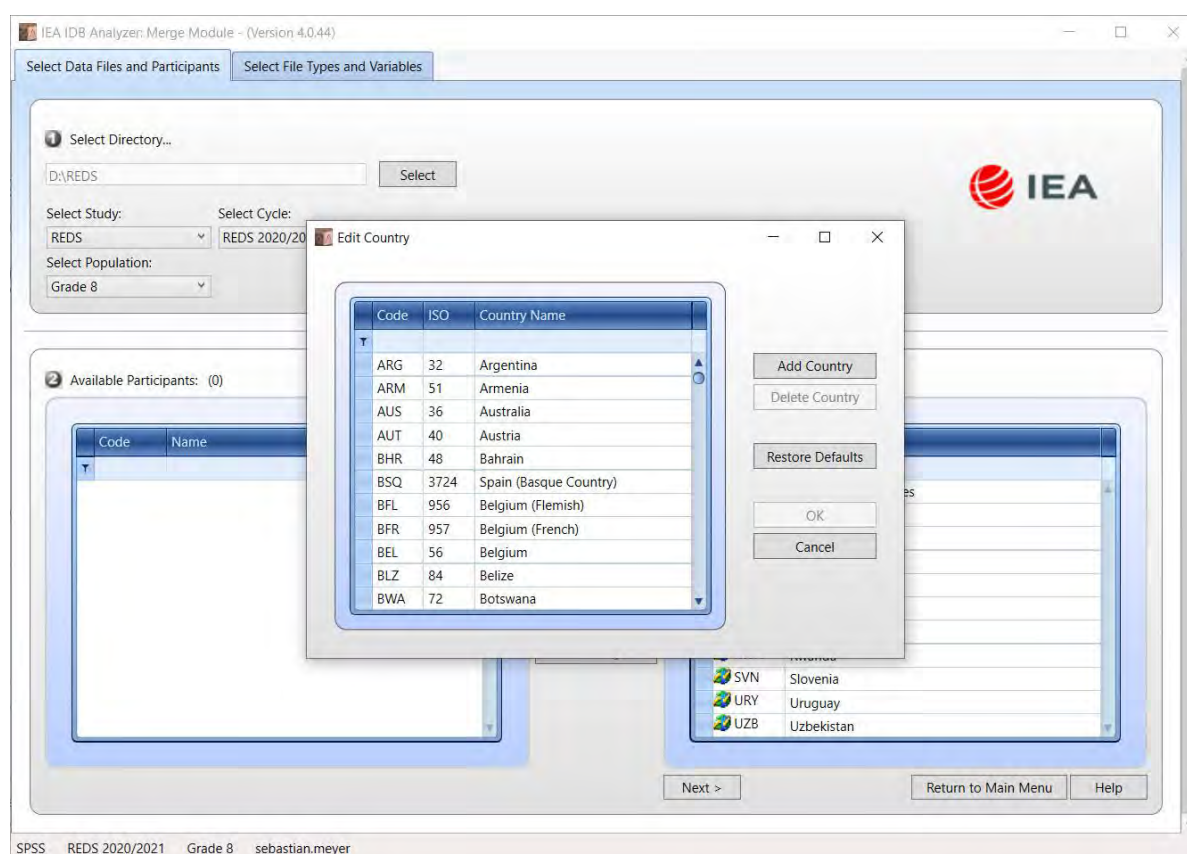 IEA IDB Analyzer: Merge Module - (Version 4.0.44)
Select Data Files and Participants Select File Types and Variables
1 Select Directory...
D:\REDS Select
IEA
Select Study: Select Cycle:
REDS REDS 2020/20
Select Population:
Grade 8
Edit Country
Code ISO Country Name
ARG 32 Argentina
ARM 51 Armenia
AUS 36 Australia
AUT 40 Austria
BHR 48 Bahrain
BSQ 3724 Spain (Basque Country)
BFL 956 Belgium (Flemish)
BFR 957 Belgium (French)
BEL 56 Belgium
BLZ 84 Belize
BWA 72 Botswana
Add Country
Delete Country
Restore Defaults
OK
Cancel
2 Available Participants: (0)
Code Name
es
SVN Slovenia
URY Uruguay
UZB Uzbekistan
Next > Return to Main Menu Help
SPSS REDS 2020/2021 Grade 8 sebastian.meyer